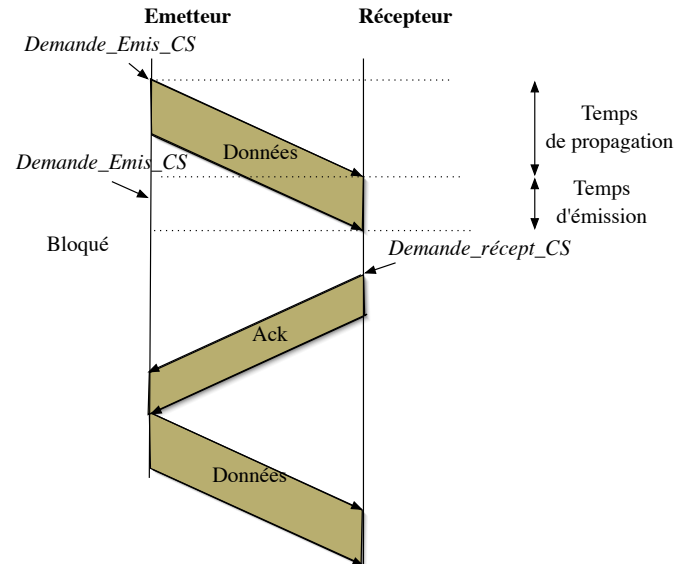 Emetteur
Récepteur
Demande_Emis_CS
Temps
de propagation
Données
Demande_Emis_CS
Temps
d'émission
Bloqué
Demande_récept_CS
Ack
Données